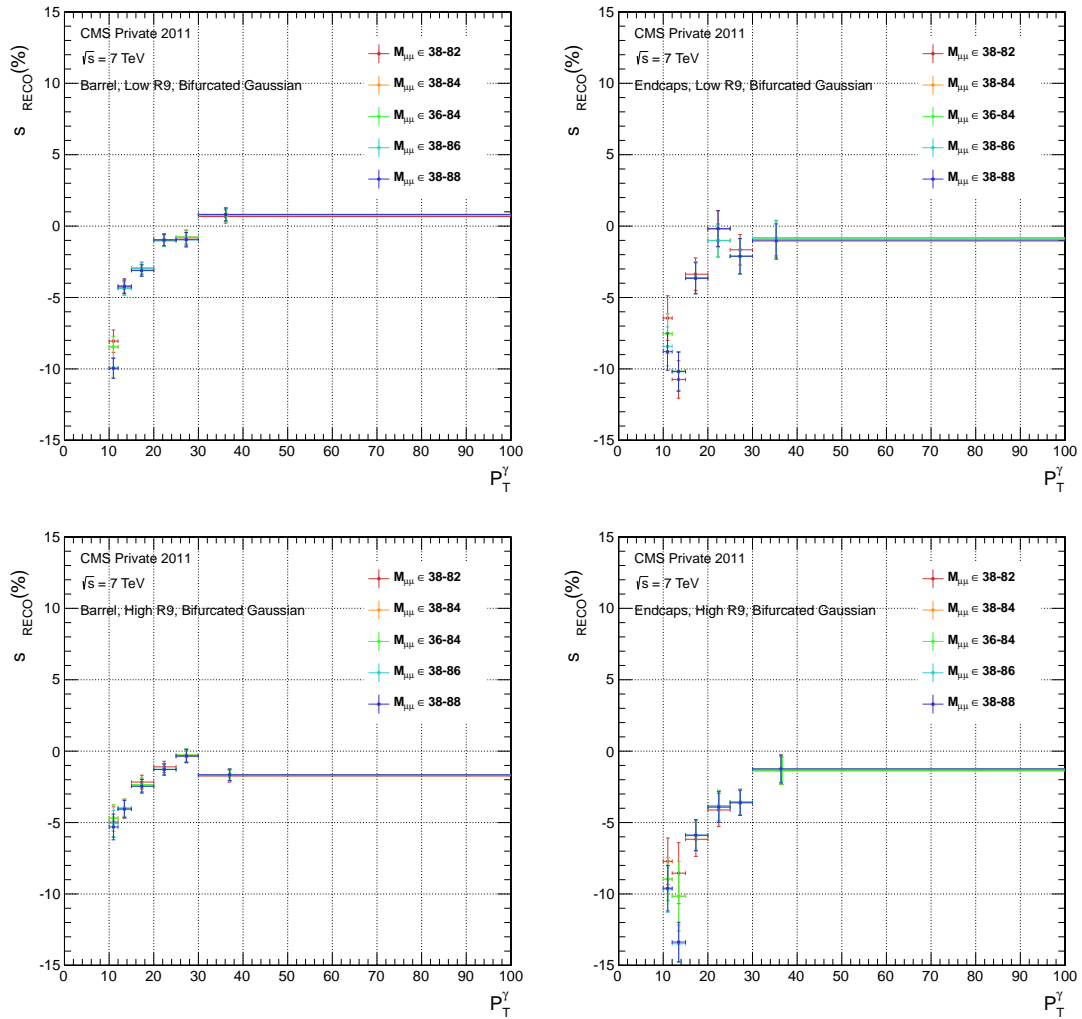 CMS Private 2011
√s = 7 TeV
Barrel, Low R9, Bifurcated Gaussian
M_μμ ∈ 38-82
M_μμ ∈ 38-84
M_μμ ∈ 36-84
M_μμ ∈ 38-86
M_μμ ∈ 38-88
s_RECO(%)
15
10
5
0
-5
-10
-15
0 10 20 30 40 50 60 70 80 90 100
P_T^γ
CMS Private 2011
√s = 7 TeV
Endcaps, Low R9, Bifurcated Gaussian
M_μμ ∈ 38-82
M_μμ ∈ 38-84
M_μμ ∈ 36-84
M_μμ ∈ 38-86
M_μμ ∈ 38-88
s_RECO(%)
15
10
5
0
-5
-10
-15
0 10 20 30 40 50 60 70 80 90 100
P_T^γ
CMS Private 2011
√s = 7 TeV
Barrel, High R9, Bifurcated Gaussian
M_μμ ∈ 38-82
M_μμ ∈ 38-84
M_μμ ∈ 36-84
M_μμ ∈ 38-86
M_μμ ∈ 38-88
s_RECO(%)
15
10
5
0
-5
-10
-15
0 10 20 30 40 50 60 70 80 90 100
P_T^γ
CMS Private 2011
√s = 7 TeV
Endcaps, High R9, Bifurcated Gaussian
M_μμ ∈ 38-82
M_μμ ∈ 38-84
M_μμ ∈ 36-84
M_μμ ∈ 38-86
M_μμ ∈ 38-88
s_RECO(%)
15
10
5
0
-5
-10
-15
0 10 20 30 40 50 60 70 80 90 100
P_T^γ